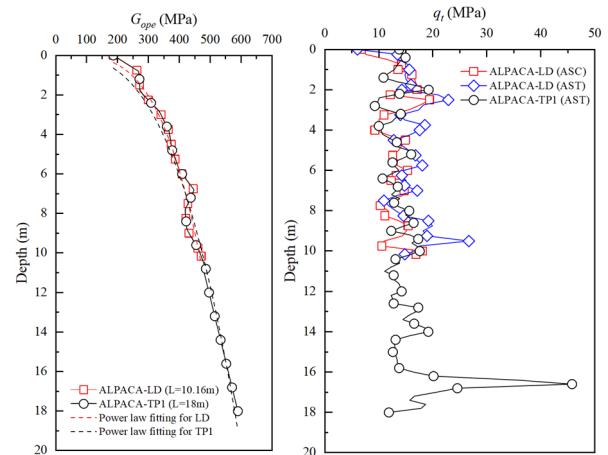 G_ope (MPa)
0 100 200 300 400 500 600 700
0
2
4
6
8
10
12
14
16
18
20
Depth (m)
ALPACA-LD (L=10.16m)
ALPACA-TP1 (L=18m)
Power law fitting for LD
Power law fitting for TP1
q_t (MPa)
0 10 20 30 40 50
0
2
4
6
8
10
12
14
16
18
20
Depth (m)
ALPACA-LD (ASC)
ALPACA-LD (AST)
ALPACA-TP1 (AST)